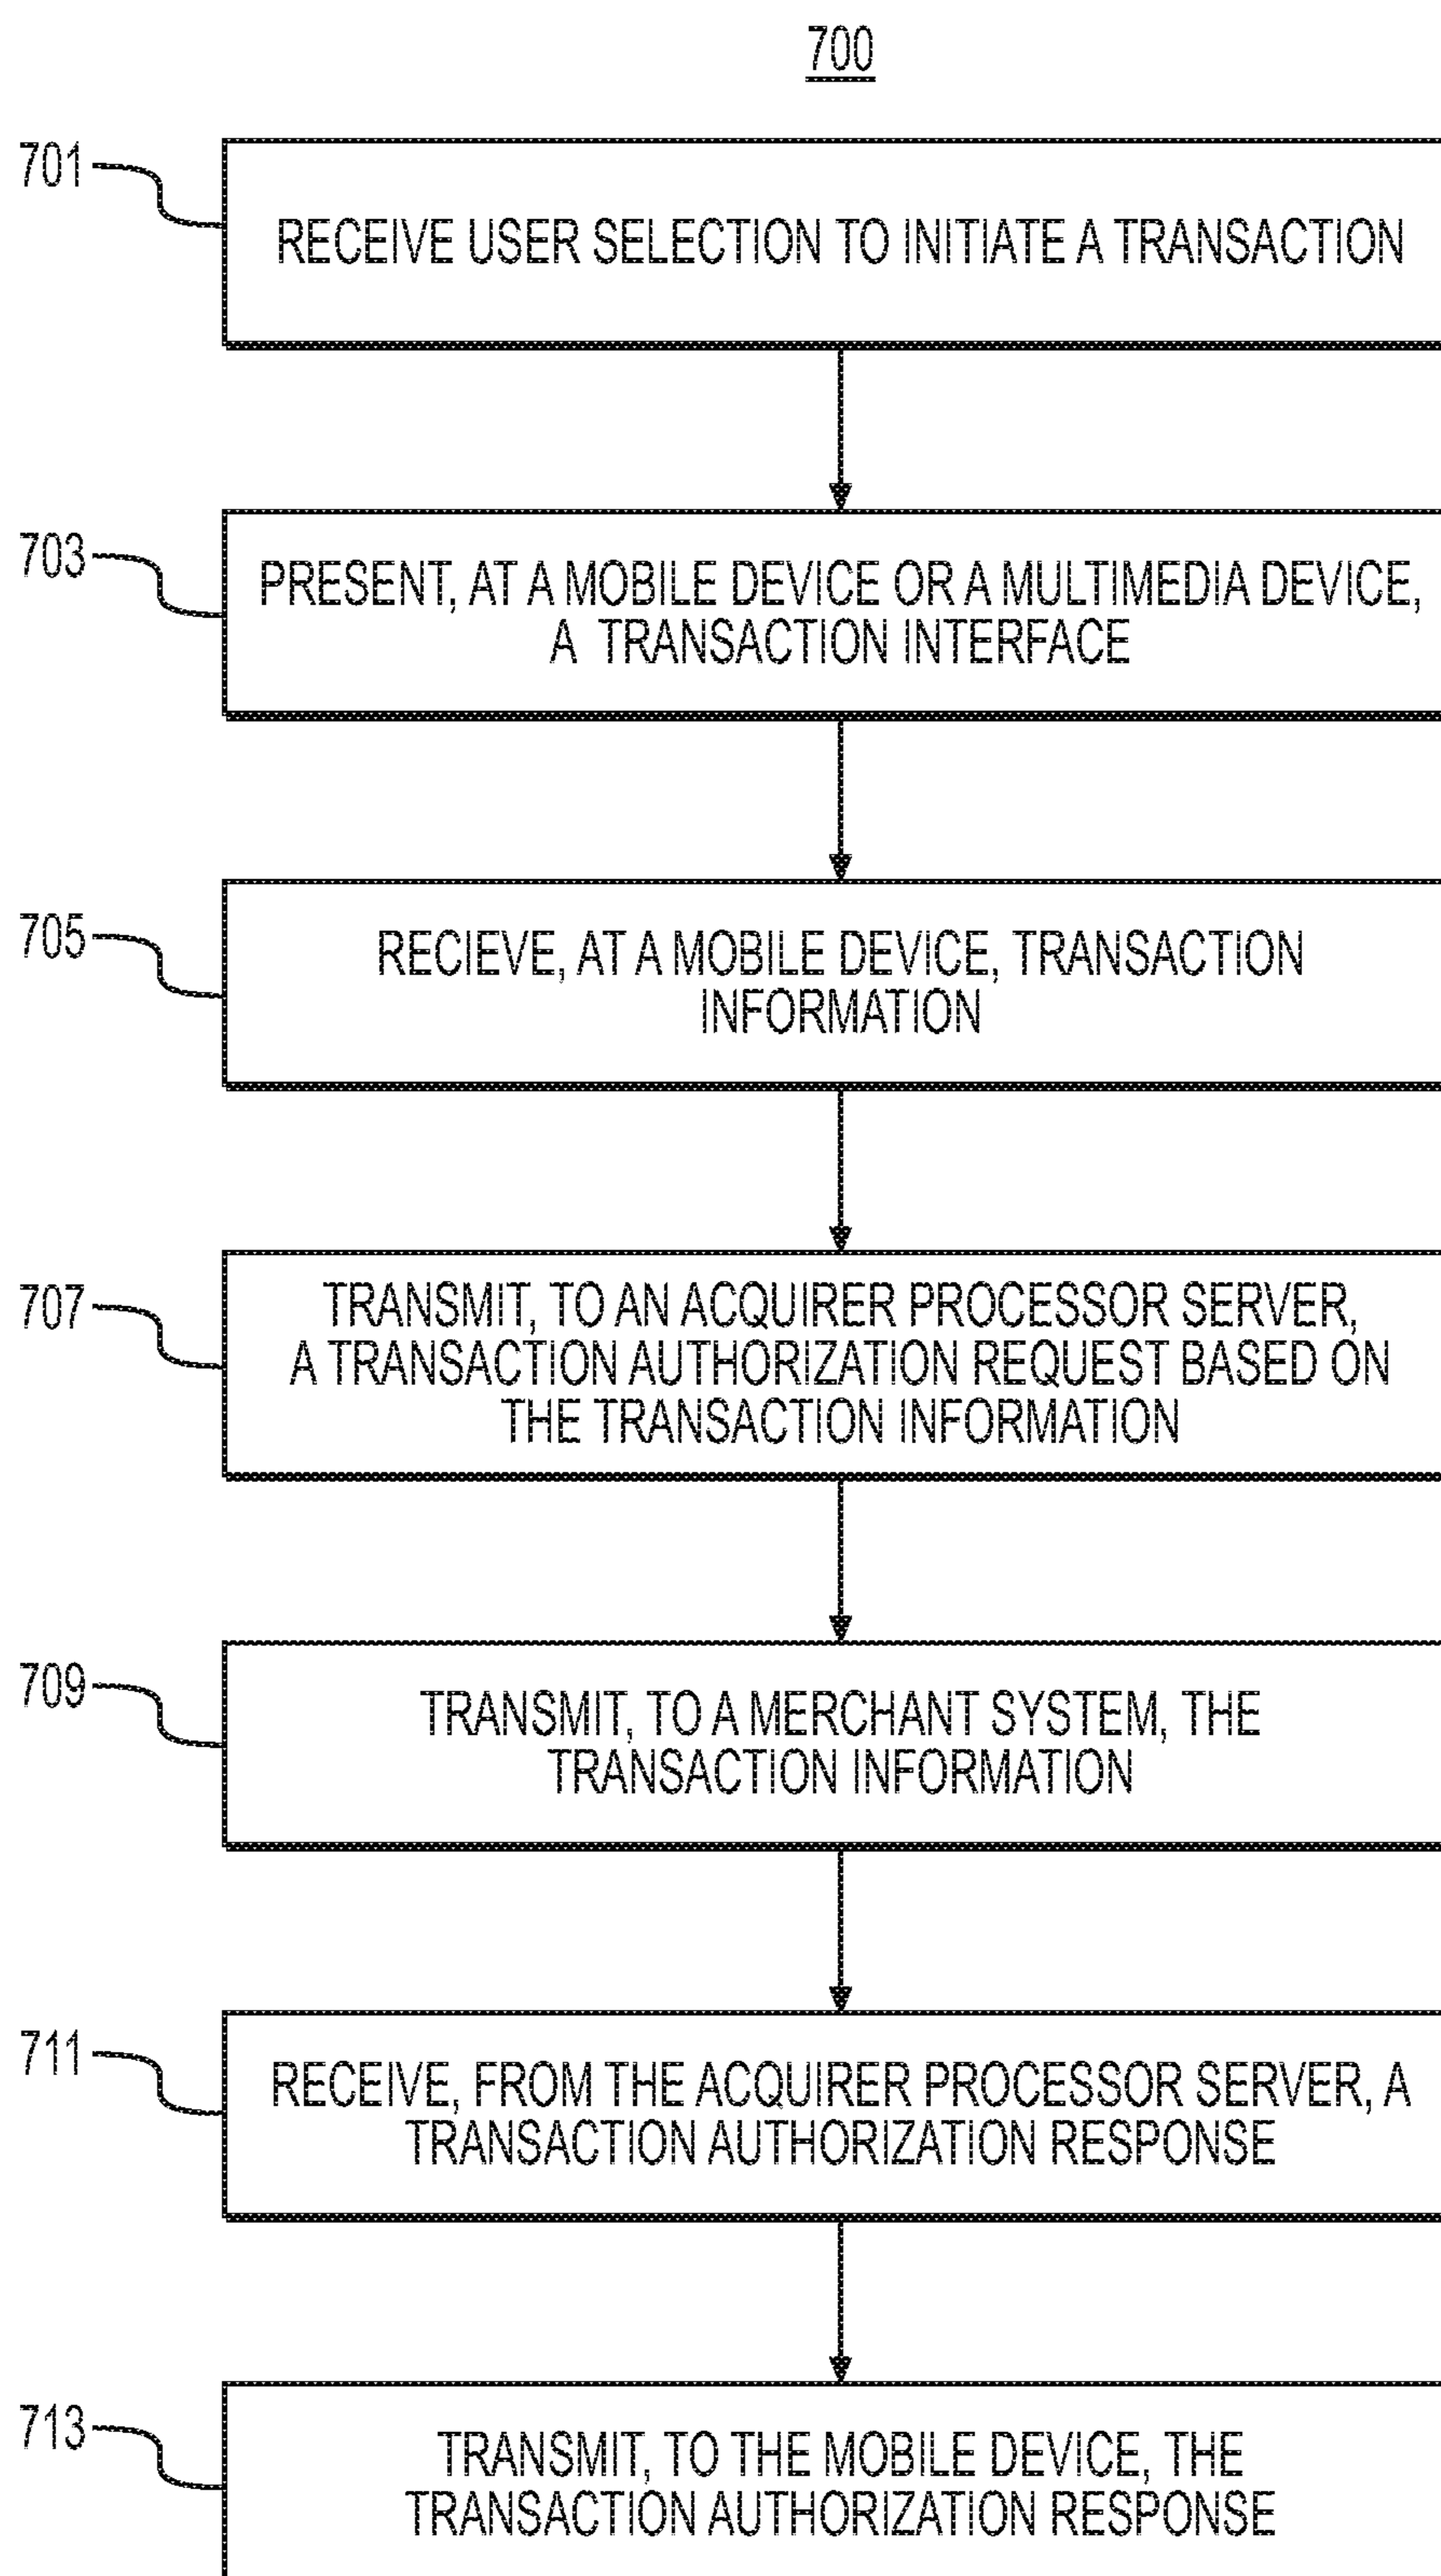 700
701
RECEIVE USER SELECTION TO INITIATE A TRANSACTION
703
PRESENT, AT A MOBILE DEVICE OR A MULTIMEDIA DEVICE,
A TRANSACTION INTERFACE
705
RECIEVE, AT A MOBILE DEVICE, TRANSACTION
INFORMATION
707
TRANSMIT, TO AN ACQUIRER PROCESSOR SERVER,
A TRANSACTION AUTHORIZATION REQUEST BASED ON
THE TRANSACTION INFORMATION
709
TRANSMIT, TO A MERCHANT SYSTEM, THE
TRANSACTION INFORMATION
711
RECEIVE, FROM THE ACQUIRER PROCESSOR SERVER, A
TRANSACTION AUTHORIZATION RESPONSE
713
TRANSMIT, TO THE MOBILE DEVICE, THE
TRANSACTION AUTHORIZATION RESPONSE